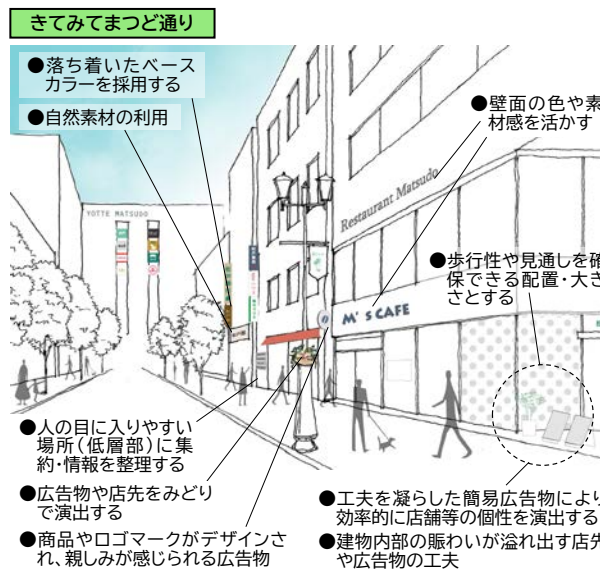 きてみてまつど通り
●落ち着いたベース
カラーを採用する
●自然素材の利用
●壁面の色や素
材感を活かす
YOTTE MATSUDO
Restaurant Matsudo
●歩行性や見通しを確
保できる配置・大き
さとする
M's CAFE
●人の目に入りやすい
場所（低層部）に集
約・情報を整理する
●広告物や店先をみどり
で演出する
●商品やロゴマークがデザインさ
れ、親しみが感じられる広告物
●工夫を凝らした簡易広告物により
効率的に店舗等の個性を演出する
●建物内部の賑わいが溢れ出す店先
や広告物の工夫